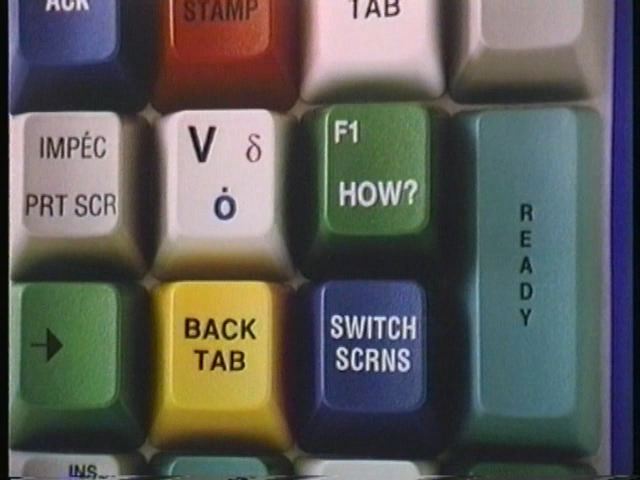 ACK
STAMP
TAB
IMPÉC
PRT SCR
V δ
ȯ
F1
HOW?
READY
→
BACK
TAB
SWITCH
SCRNS
INS